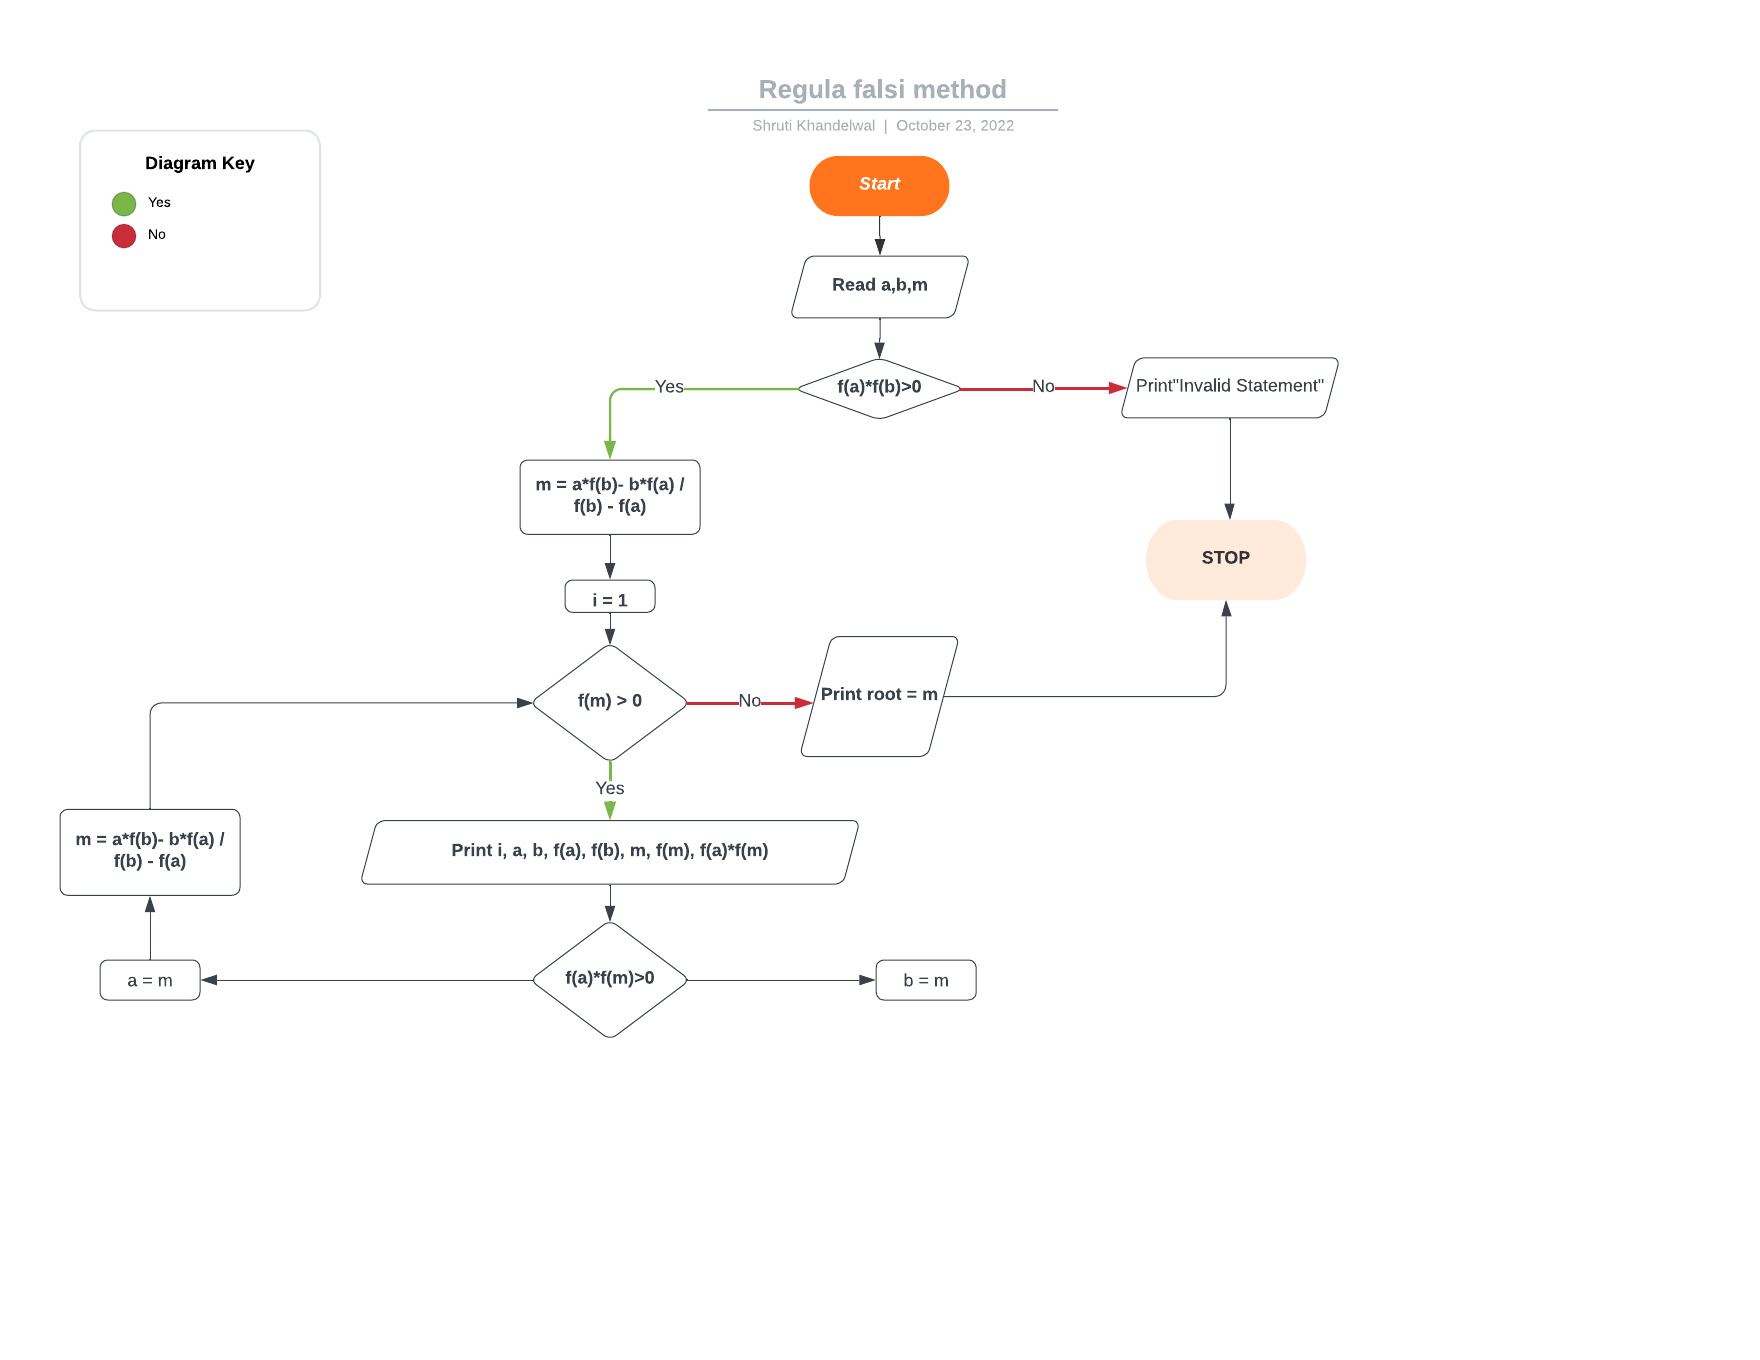 Regula falsi method
Shruti Khandelwal | October 23, 2022
Diagram Key
Yes
No
Start
Read a,b,m
f(a)*f(b)>0
Yes
No
Print"Invalid Statement"
m = a*f(b)- b*f(a) /
f(b) - f(a)
STOP
i = 1
f(m) > 0
No
Print root = m
Yes
Print i, a, b, f(a), f(b), m, f(m), f(a)*f(m)
m = a*f(b)- b*f(a) /
f(b) - f(a)
f(a)*f(m)>0
a = m
b = m